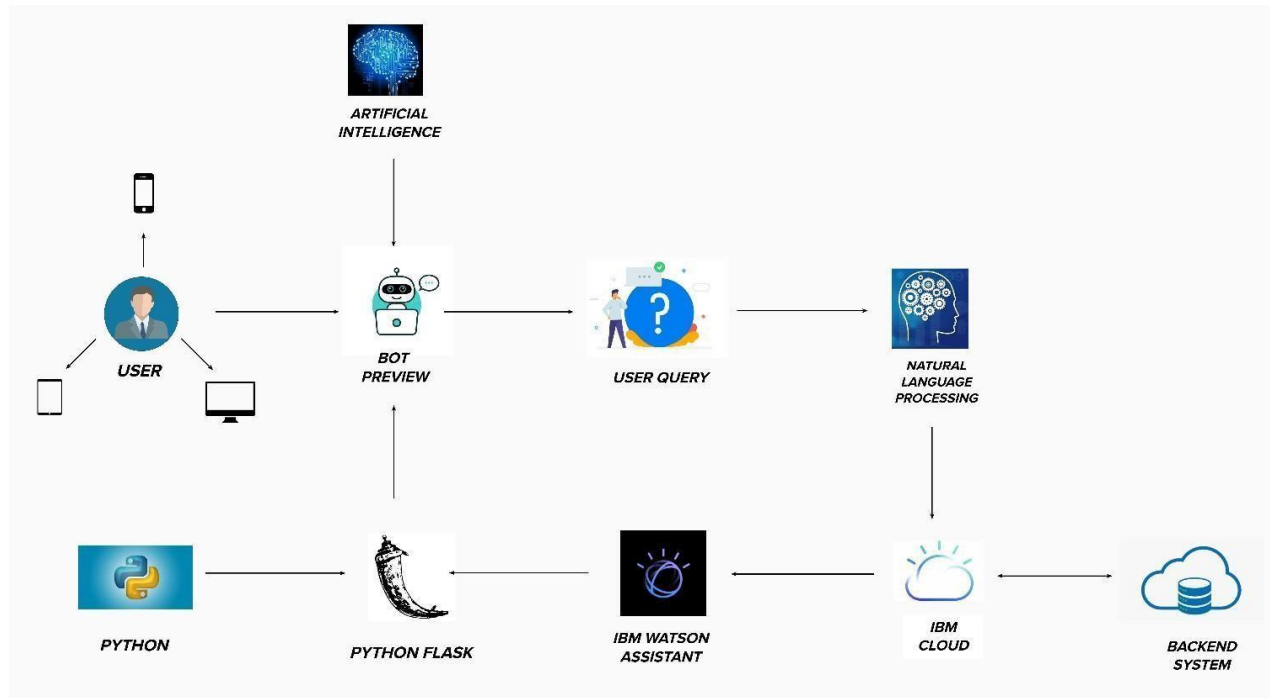 ARTIFICIAL
INTELLIGENCE
USER
BOT
PREVIEW
USER QUERY
NATURAL
LANGUAGE
PROCESSING
PYTHON
PYTHON FLASK
IBM WATSON
ASSISTANT
IBM
CLOUD
BACKEND
SYSTEM